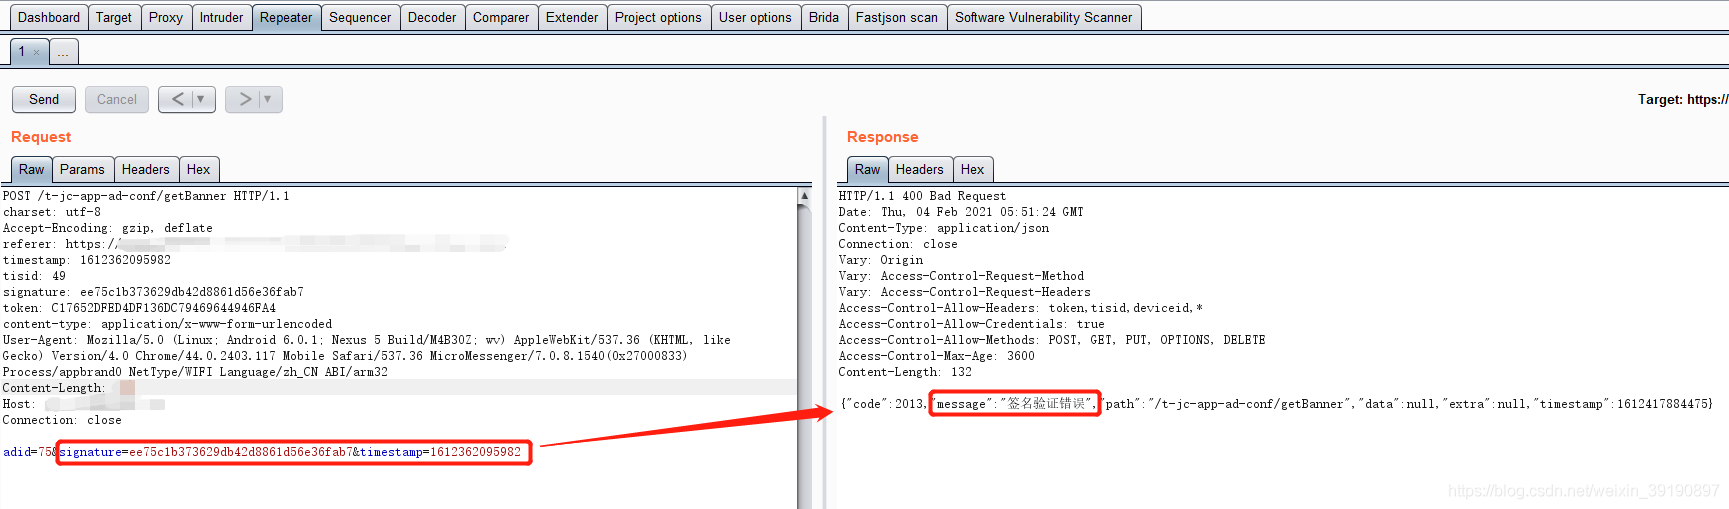 Dashboard Target Proxy Intruder Repeater Sequencer Decoder Comparer Extender Project options User options Brida Fastjson scan Software Vulnerability Scanner
1 × ...
Send Cancel < ▼ > ▼ Target: https://
Request
Raw Params Headers Hex
POST /t-jc-app-ad-conf/getBanner HTTP/1.1
charset: utf-8
Accept-Encoding: gzip, deflate
referer: https:/
timestamp: 1612362095982
tisid: 49
signature: ee75c1b373629db42d8861d56e36fab7
token: C17652DFED4DF136DC79469644946FA4
content-type: application/x-www-form-urlencoded
User-Agent: Mozilla/5.0 (Linux; Android 6.0.1; Nexus 5 Build/M4B30Z; wv) AppleWebKit/537.36 (KHTML, like
Gecko) Version/4.0 Chrome/44.0.2403.117 Mobile Safari/537.36 MicroMessenger/7.0.8.1540(0x27000833)
Process/appbrand0 NetType/WIFI Language/zh_CN ABI/arm32
Content-Length:
Host:
Connection: close
adid=75&signature=ee75c1b373629db42d8861d56e36fab7&timestamp=1612362095982
Response
Raw Headers Hex
HTTP/1.1 400 Bad Request
Date: Thu, 04 Feb 2021 05:51:24 GMT
Content-Type: application/json
Connection: close
Vary: Origin
Vary: Access-Control-Request-Method
Vary: Access-Control-Request-Headers
Access-Control-Allow-Headers: token,tisid,deviceid,*
Access-Control-Allow-Credentials: true
Access-Control-Allow-Methods: POST, GET, PUT, OPTIONS, DELETE
Access-Control-Max-Age: 3600
Content-Length: 132
{"code":2013,"message":"签名验证错误","path":"/t-jc-app-ad-conf/getBanner","data":null,"extra":null,"timestamp":1612417884475}
https://blog.csdn.net/weixin_39190897